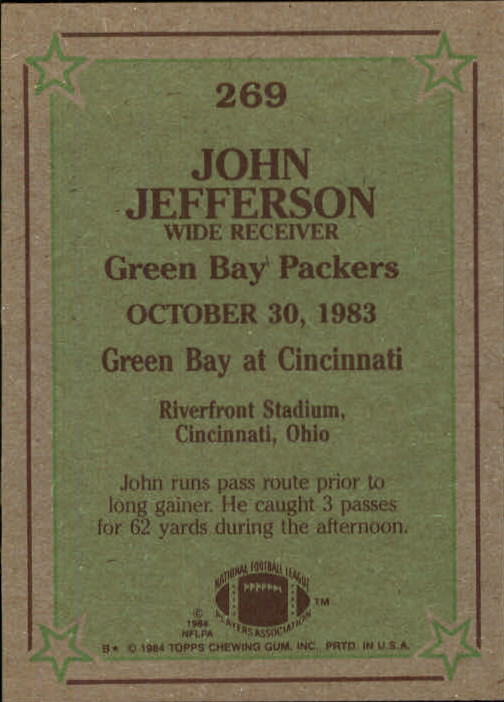 269
JOHN
JEFFERSON
WIDE RECEIVER
Green Bay Packers
OCTOBER 30, 1983
Green Bay at Cincinnati
Riverfront Stadium,
Cincinnati, Ohio
John runs pass route prior to
long gainer. He caught 3 passes
for 62 yards during the afternoon.
NATIONAL FOOTBALL LEAGUE
PLAYERS ASSOCIATION
TM
©
1984
NFLPA
B* © 1984 TOPPS CHEWING GUM, INC. PRTD. IN U.S.A.